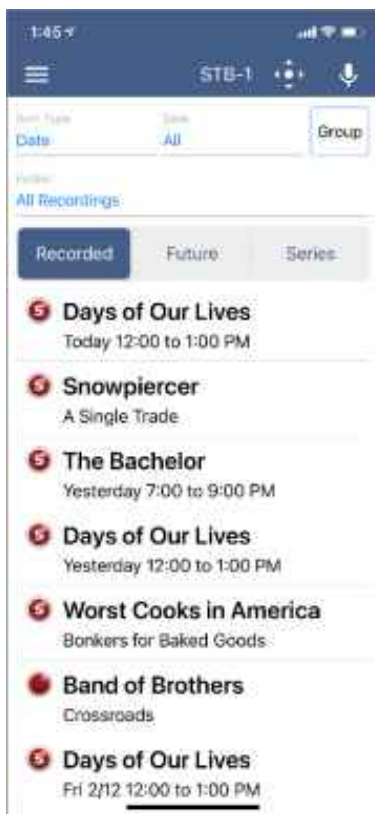 1:45
STB-1
Sort Type
Date
All
Group
Folder
All Recordings
Recorded
Future
Series
Days of Our Lives
Today 12:00 to 1:00 PM
Snowpiercer
A Single Trade
The Bachelor
Yesterday 7:00 to 9:00 PM
Days of Our Lives
Yesterday 12:00 to 1:00 PM
Worst Cooks in America
Bonkers for Baked Goods
Band of Brothers
Crossroads
Days of Our Lives
Fri 2/12 12:00 to 1:00 PM